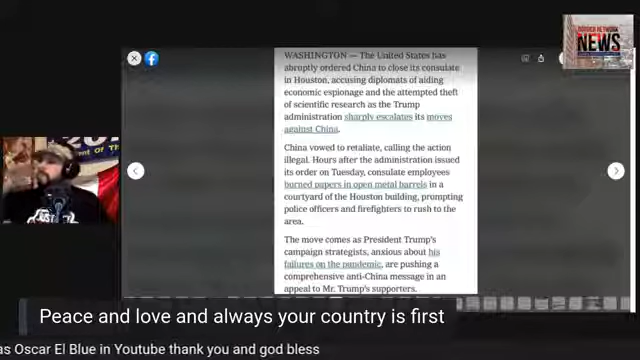 BORDER NETWORK
NEWS
WASHINGTON — The United States has
abruptly ordered China to close its consulate
in Houston, accusing diplomats of aiding
economic espionage and the attempted theft
of scientific research as the Trump
administration sharply escalates its moves
against China.
China vowed to retaliate, calling the action
illegal. Hours after the administration issued
its order on Tuesday, consulate employees
burned papers in open metal barrels in a
courtyard of the Houston building, prompting
police officers and firefighters to rush to the
area.
The move comes as President Trump's
campaign strategists, anxious about his
failures on the pandemic, are pushing a
comprehensive anti-China message in an
appeal to Mr. Trump's supporters.
Peace and love and always your country is first
as Oscar El Blue in Youtube thank you and god bless